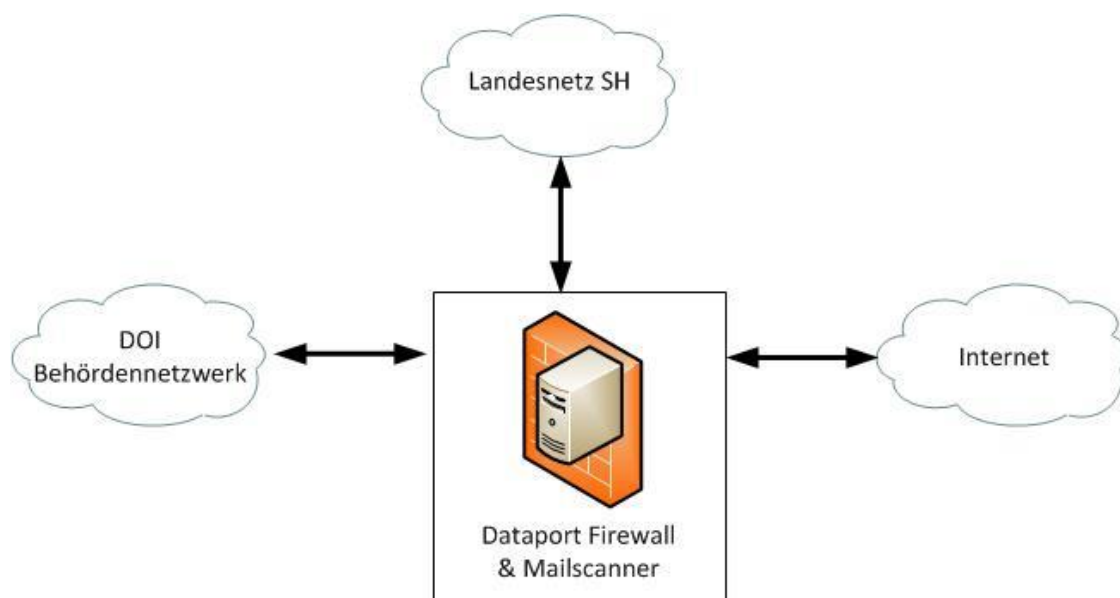 Landesnetz SH
DOI
Behördennetzwerk
Internet
Dataport Firewall
& Mailscanner